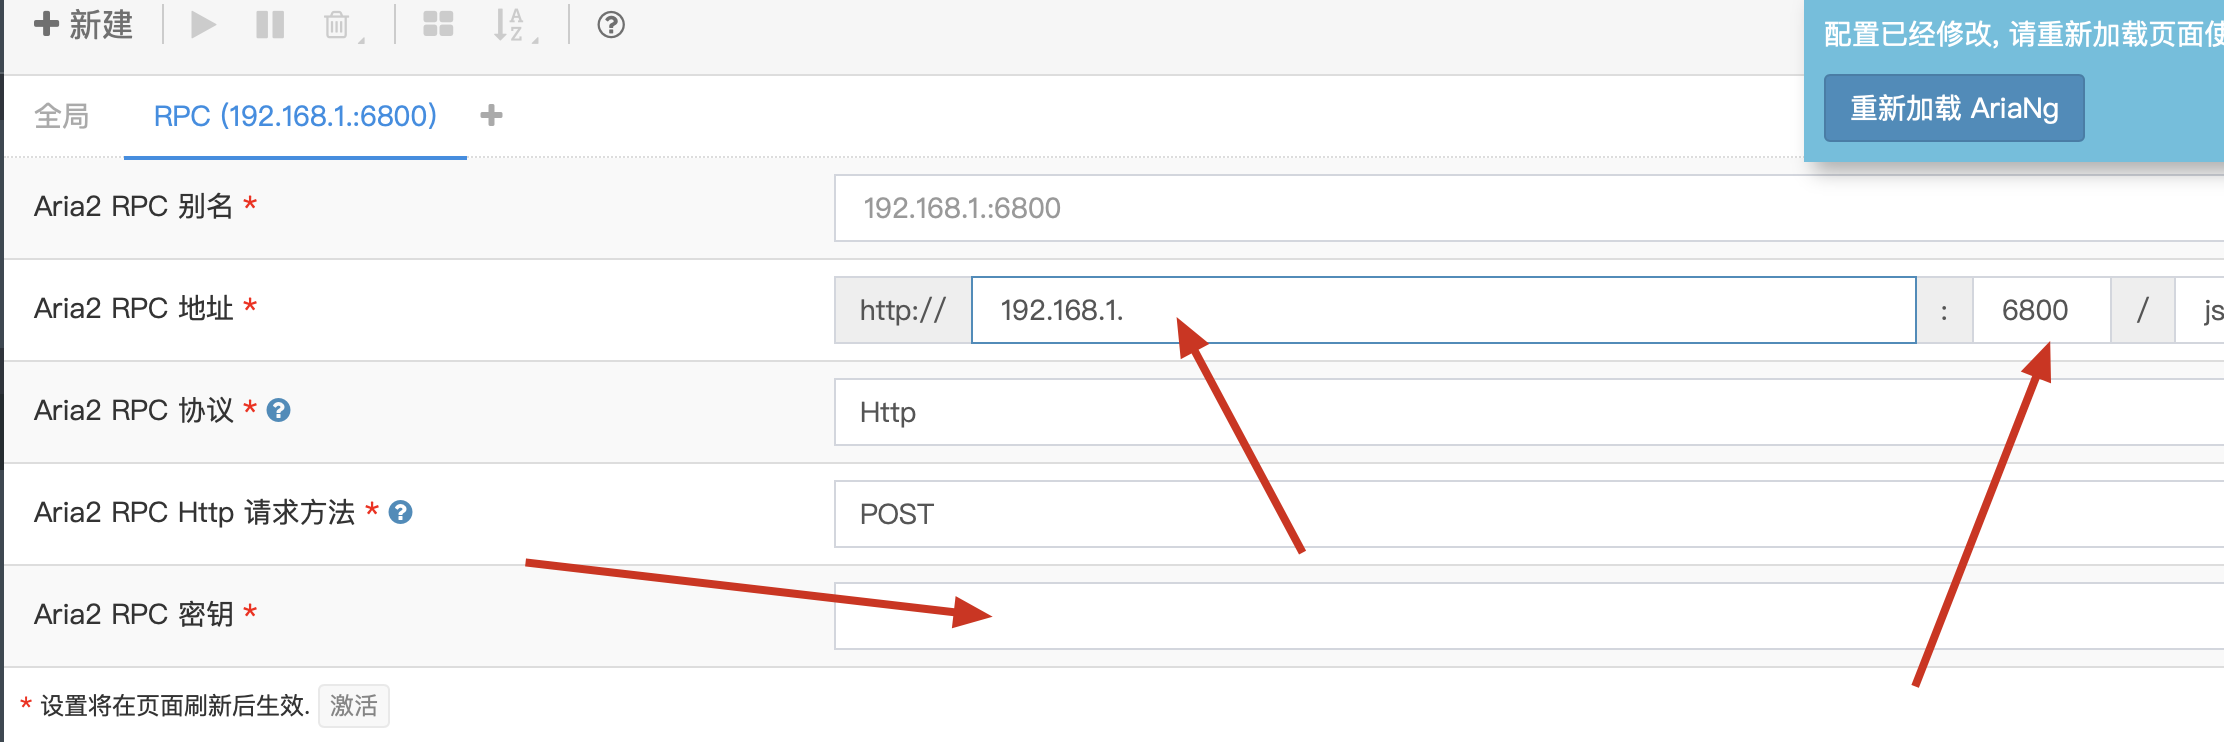 新建
配置已经修改, 请重新加载页面使
重新加载 AriaNg
全局
RPC (192.168.1.:6800)
Aria2 RPC 别名 *
192.168.1.:6800
Aria2 RPC 地址 *
http://
192.168.1.
:
6800
/
js
Aria2 RPC 协议 *
Http
Aria2 RPC Http 请求方法 *
POST
Aria2 RPC 密钥 *
* 设置将在页面刷新后生效.
激活